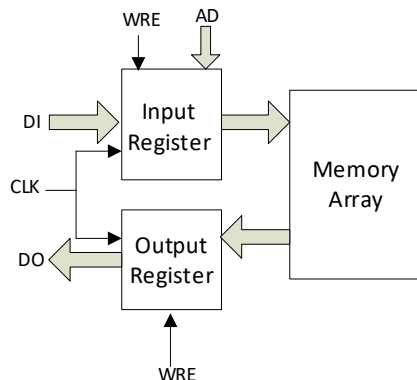 WRE
AD
DI
Input
Register
CLK
Memory
Array
DO
Output
Register
WRE